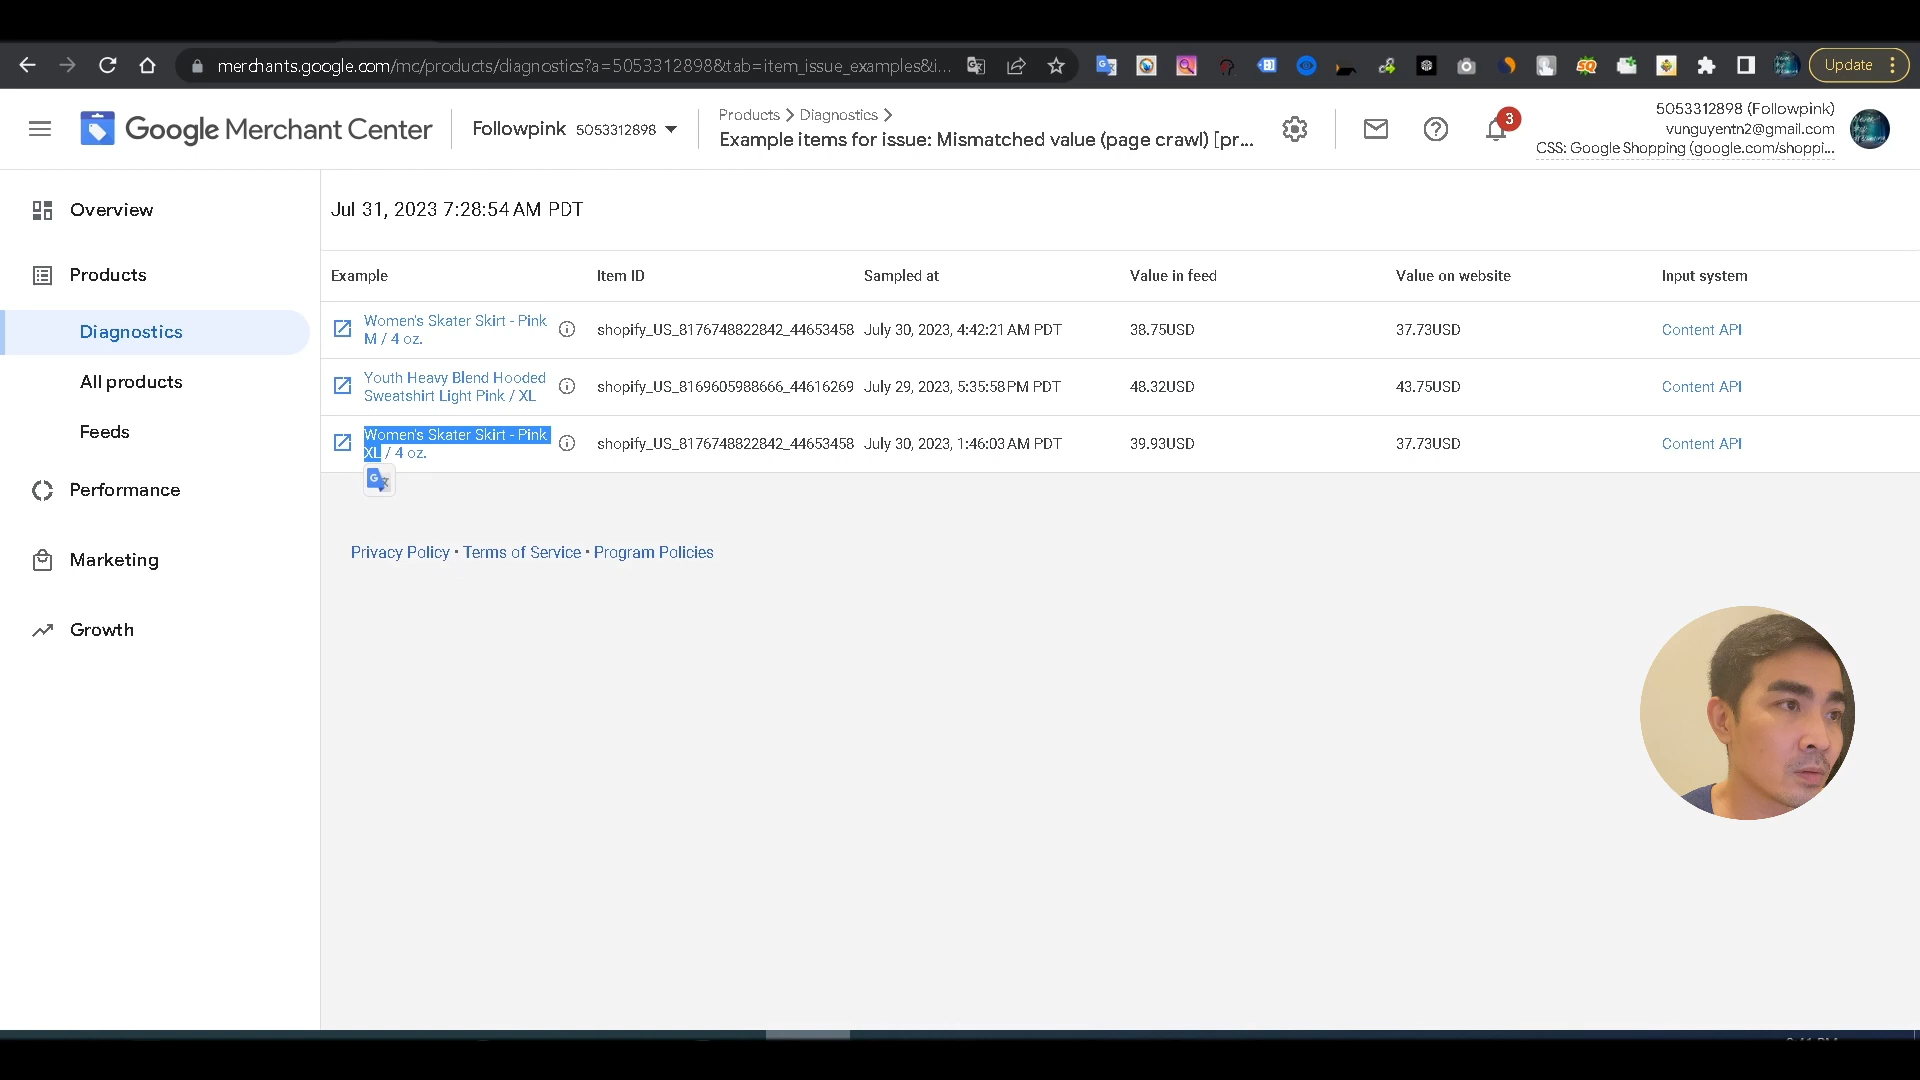 merchants.google.com/mc/products/diagnostics?a=5053312898&tab=item_issue_examples&i...
Update
Google Merchant Center
Followpink 5053312898
Products > Diagnostics >
Example items for issue: Mismatched value (page crawl) [pr...
3
5053312898 (Followpink)
vunguyentn2@gmail.com
CSS: Google Shopping (google.com/shoppi...
Overview
Products
Diagnostics
All products
Feeds
Performance
Marketing
Growth
Jul 31, 2023 7:28:54 AM PDT
Example Item ID Sampled at Value in feed Value on website Input system
Women's Skater Skirt - Pink
M / 4 oz.
shopify_US_8176748822842_44653458 July 30, 2023, 4:42:21 AM PDT 38.75USD 37.73USD Content API
Youth Heavy Blend Hooded
Sweatshirt Light Pink / XL
shopify_US_8169605988666_44616269 July 29, 2023, 5:35:58 PM PDT 48.32USD 43.75USD Content API
Women's Skater Skirt - Pink
XL / 4 oz.
shopify_US_8176748822842_44653458 July 30, 2023, 1:46:03 AM PDT 39.93USD 37.73USD Content API
Privacy Policy • Terms of Service • Program Policies